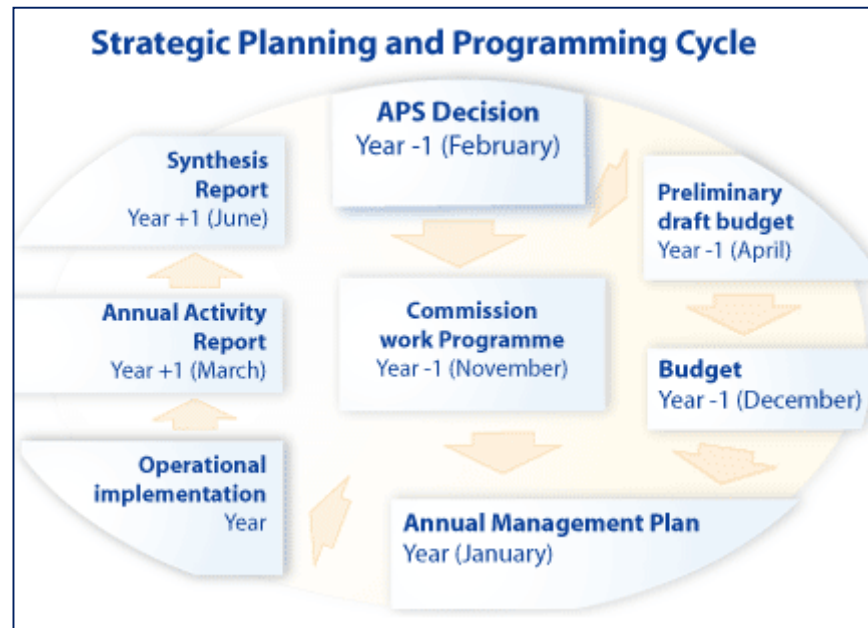 Strategic Planning and Programming Cycle
APS Decision
Year -1 (February)
Synthesis
Report
Year +1 (June)
Preliminary
draft budget
Year -1 (April)
Annual Activity
Report
Year +1 (March)
Commission
work Programme
Year -1 (November)
Budget
Year -1 (December)
Operational
implementation
Year
Annual Management Plan
Year (January)